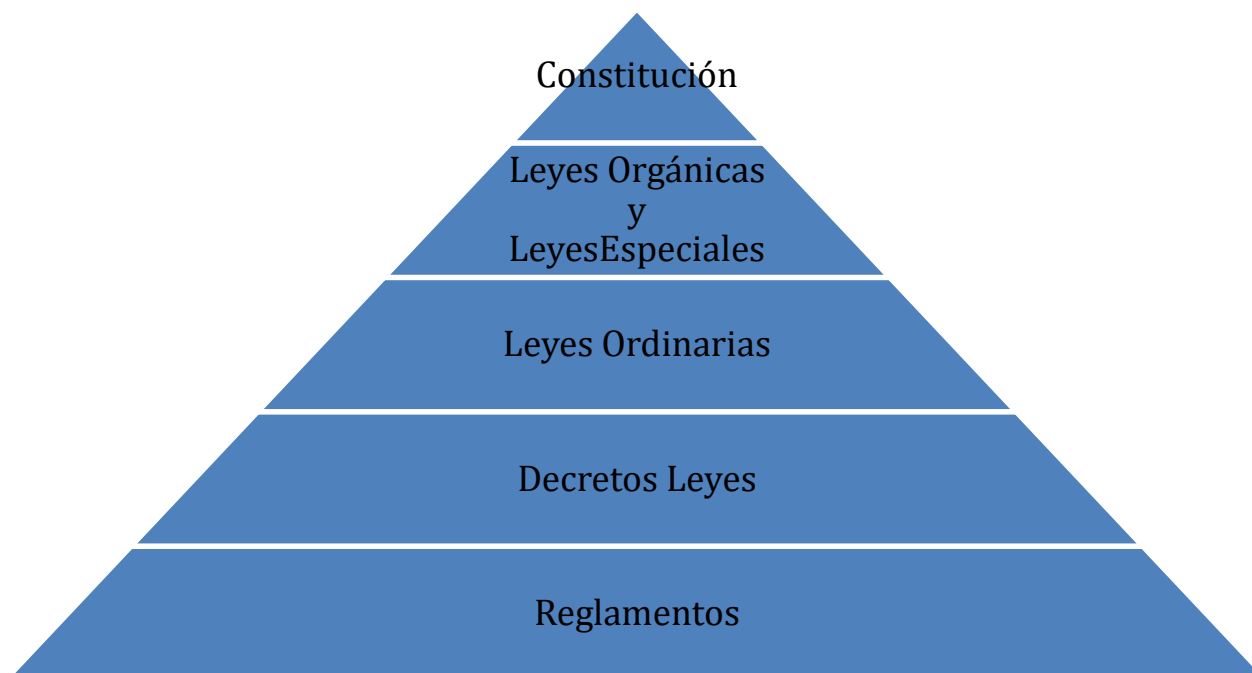 Constitución
Leyes Orgánicas
y
LeyesEspeciales
Leyes Ordinarias
Decretos Leyes
Reglamentos